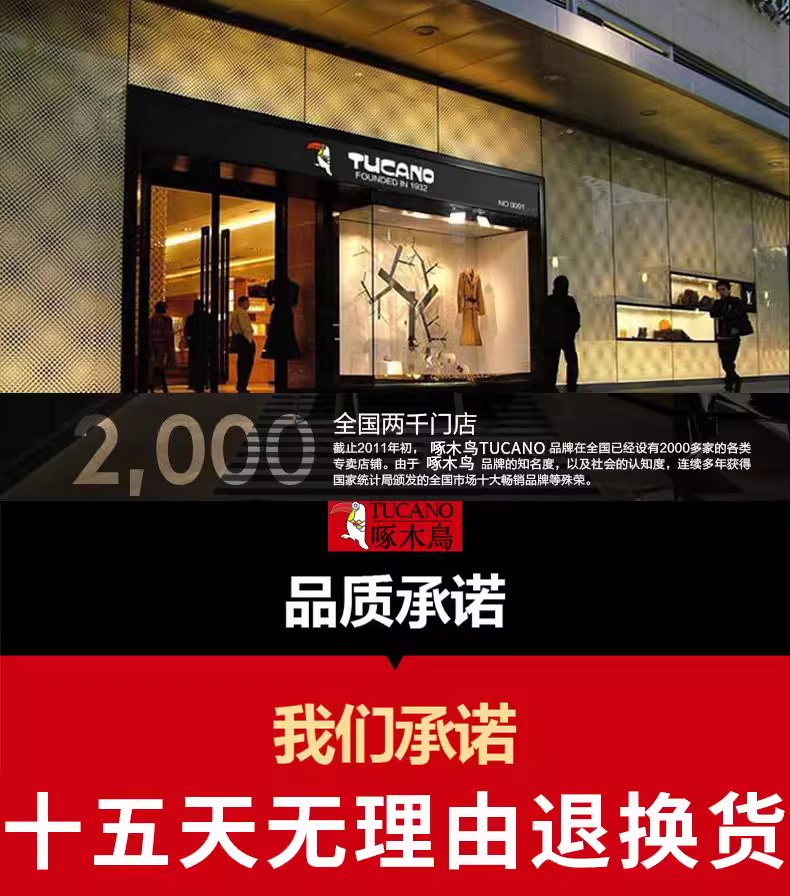 TUCANO
FOUNDED IN 1932
NO 0001
2,000
全国两千门店
截止2011年初， 啄木鸟TUCANO 品牌在全国已经设有2000多家的各类
专卖店铺。由于 啄木鸟 品牌的知名度，以及社会的认知度，连续多年获得
国家统计局颁发的全国市场十大畅销品牌等殊荣。
TUCANO
啄木鳥
品质承诺
我们承诺
十五天无理由退换货